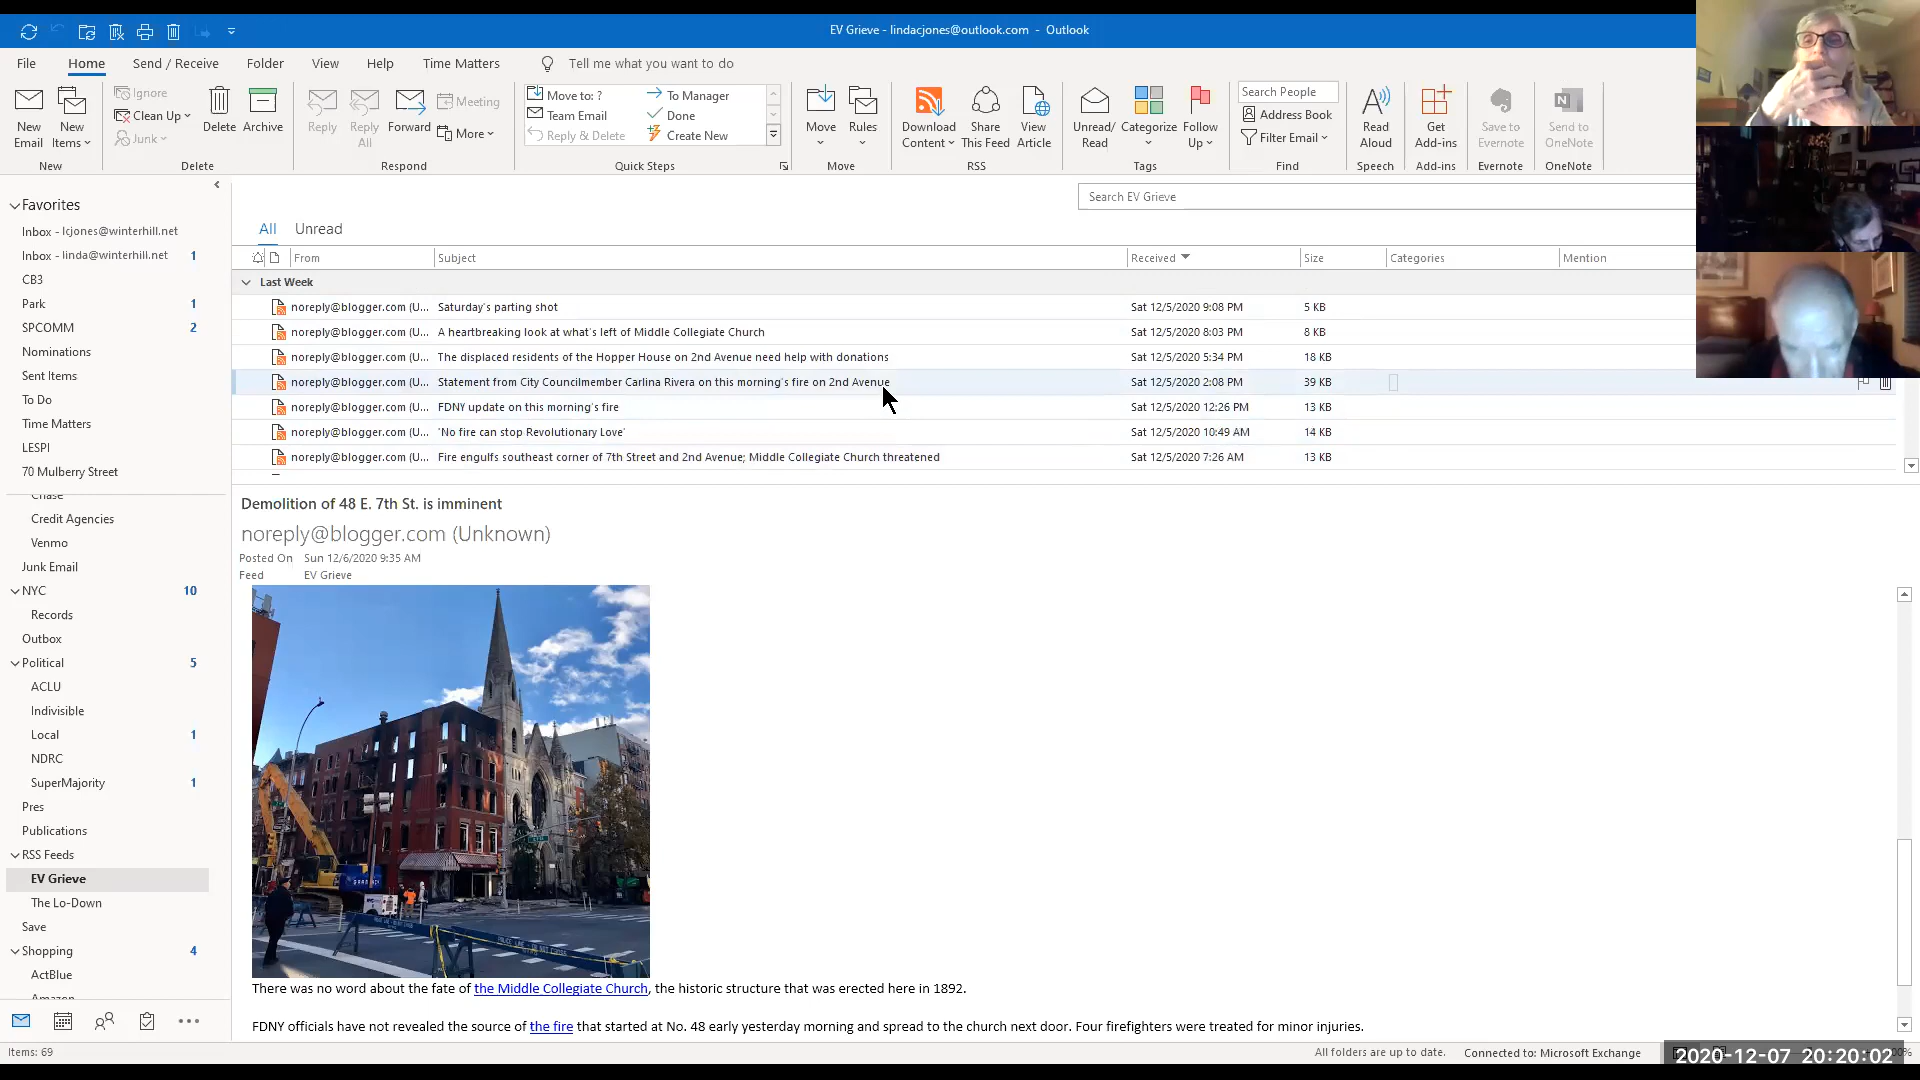 EV Grieve - lindacjones@outlook.com - Outlook
File Home Send / Receive Folder View Help Time Matters Tell me what you want to do
New Email
New Items
New
Ignore
Clean Up
Junk
Delete
Archive
Delete
Reply
Reply All
Forward
Meeting
More
Respond
Move to: ? To Manager
Team Email Done
Reply & Delete Create New
Quick Steps
Move
Rules
Move
Download Content
Share This Feed
View Article
RSS
Unread/ Read
Categorize
Follow Up
Tags
Search People
Address Book
Filter Email
Find
Read Aloud
Speech
Get Add-ins
Add-ins
Save to Evernote
Evernote
Send to OneNote
OneNote
Favorites
Inbox - lcjones@winterhill.net
Inbox - linda@winterhill.net 1
CB3
Park 1
SPCOMM 2
Nominations
Sent Items
To Do
Time Matters
LESPI
70 Mulberry Street
Chase
Credit Agencies
Venmo
Junk Email
NYC 10
Records
Outbox
Political 5
ACLU
Indivisible
Local 1
NDRC
SuperMajority 1
Pres
Publications
RSS Feeds
EV Grieve
The Lo-Down
Save
Shopping 4
ActBlue
Amazon
Items: 69
Search EV Grieve
All Unread
From Subject Received Size Categories Mention
Last Week
noreply@blogger.com (U... Saturday's parting shot Sat 12/5/2020 9:08 PM 5 KB
noreply@blogger.com (U... A heartbreaking look at what's left of Middle Collegiate Church Sat 12/5/2020 8:03 PM 8 KB
noreply@blogger.com (U... The displaced residents of the Hopper House on 2nd Avenue need help with donations Sat 12/5/2020 5:34 PM 18 KB
noreply@blogger.com (U... Statement from City Councilmember Carlina Rivera on this morning's fire on 2nd Avenue Sat 12/5/2020 2:08 PM 39 KB
noreply@blogger.com (U... FDNY update on this morning's fire Sat 12/5/2020 12:26 PM 13 KB
noreply@blogger.com (U... 'No fire can stop Revolutionary Love' Sat 12/5/2020 10:49 AM 14 KB
noreply@blogger.com (U... Fire engulfs southeast corner of 7th Street and 2nd Avenue; Middle Collegiate Church threatened Sat 12/5/2020 7:26 AM 13 KB
Demolition of 48 E. 7th St. is imminent
noreply@blogger.com (Unknown)
Posted On Sun 12/6/2020 9:35 AM
Feed EV Grieve
There was no word about the fate of the Middle Collegiate Church, the historic structure that was erected here in 1892.
FDNY officials have not revealed the source of the fire that started at No. 48 early yesterday morning and spread to the church next door. Four firefighters were treated for minor injuries.
All folders are up to date. Connected to: Microsoft Exchange
2020-12-07 20:20:02